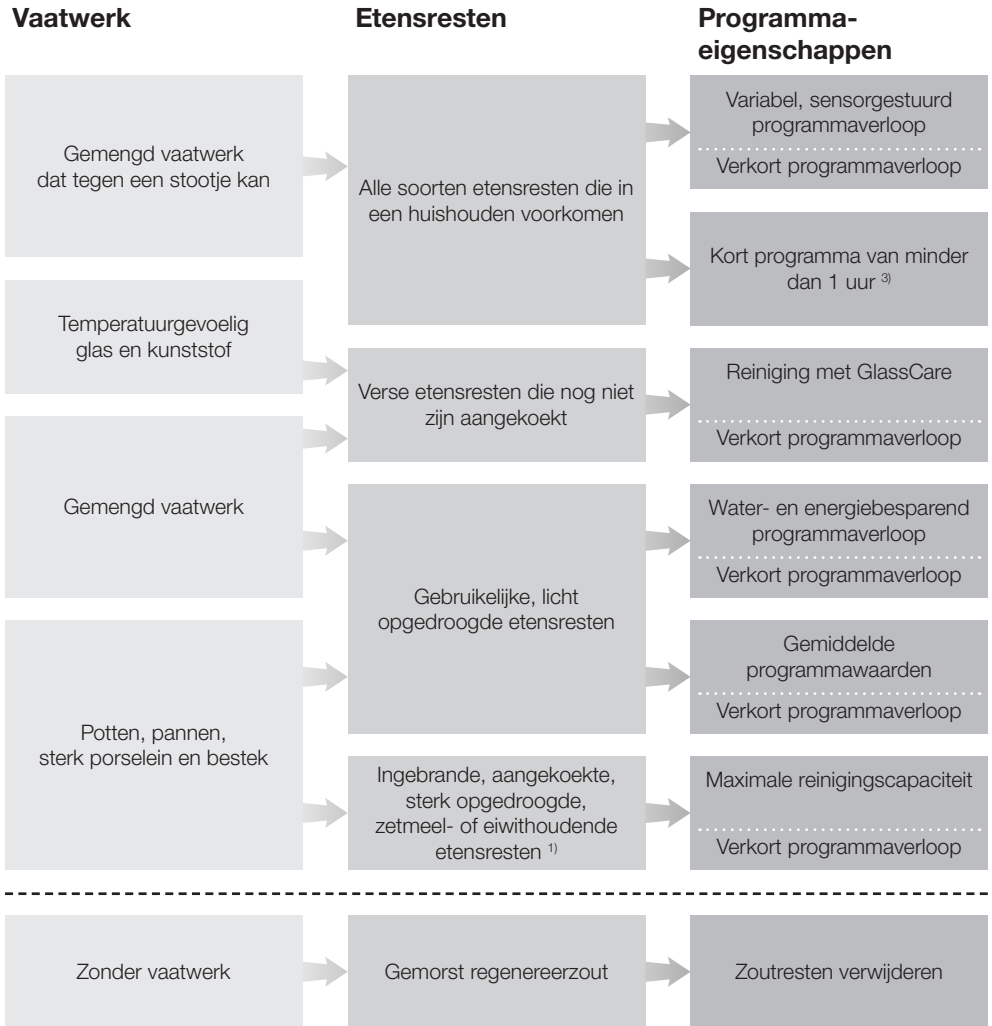 Vaatwerk
Etensresten
Programma-
eigenschappen
Gemengd vaatwerk
dat tegen een stootje kan
Alle soorten etensresten die in
een huishouden voorkomen
Variabel, sensorgestuurd
programmaverloop
Verkort programmaverloop
Kort programma van minder
dan 1 uur 3)
Temperatuurgevoelig
glas en kunststof
Verse etensresten die nog niet
zijn aangekoekt
Reiniging met GlassCare
Verkort programmaverloop
Gemengd vaatwerk
Gebruikelijke, licht
opgedroogde etensresten
Water- en energiebesparend
programmaverloop
Verkort programmaverloop
Gemiddelde
programmawaarden
Verkort programmaverloop
Potten, pannen,
sterk porselein en bestek
Ingebrande, aangekoekte,
sterk opgedroogde,
zetmeel- of eiwithoudende
etensresten 1)
Maximale reinigingscapaciteit
Verkort programmaverloop
Zonder vaatwerk
Gemorst regenereerzout
Zoutresten verwijderen